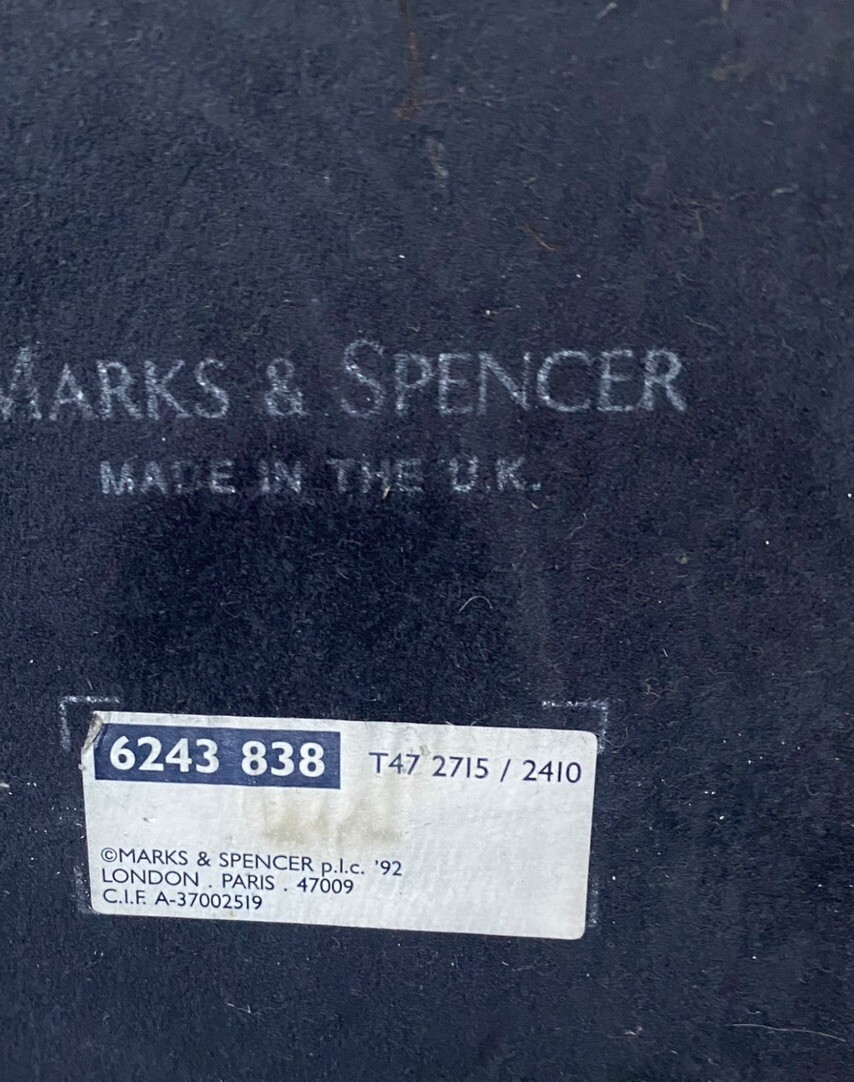 MARKS & SPENCER
MADE IN THE U.K.
6243 838 T47 2715 / 2410
©MARKS & SPENCER p.l.c. '92
LONDON . PARIS . 47009
C.I.F. A-37002519